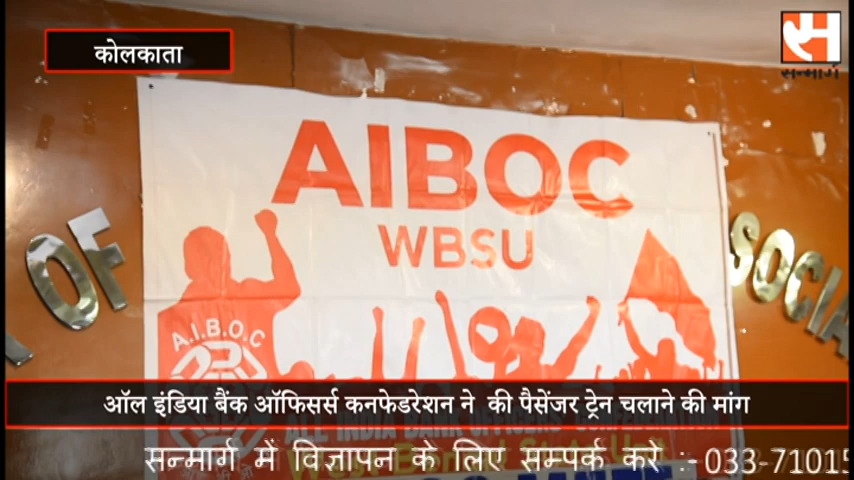 कोलकाता
सन्मार्ग
AIBOC
WBSU
OF
SOCIA
A.I.B.O.C
ऑल इंडिया बैंक ऑफिसर्स कनफेडरेशन ने की पैसेंजर ट्रेन चलाने की मांग
सन्मार्ग में विज्ञापन के लिए सम्पर्क करे :- 033-71015